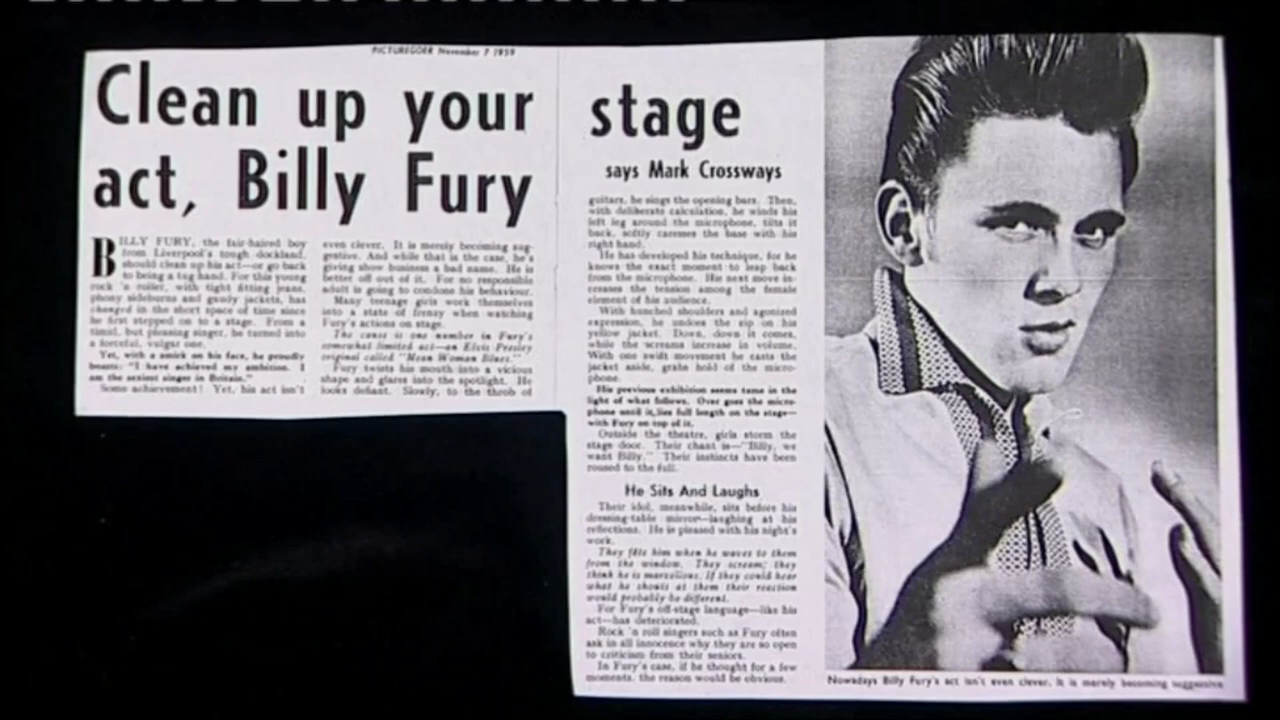 PICTUREGOER November 7 1959
Clean up your stage
act, Billy Fury
says Mark Crossways
BILLY FURY, the fair-haired boy
from Liverpool's tough dockland,
should clean up his act—or go back
to being a tug hand. For this young
rock 'n roller, with tight fitting jeans,
phony sideburns and gaudy jackets, has
changed in the short space of time since
he first stepped on to a stage. From a
timid, but pleasing singer, he turned into
a forceful, vulgar one.
Yet, with a smirk on his face, he proudly
boasts: "I have achieved my ambition. I
am the sexiest singer in Britain."
Some achievement! Yet, his act isn't
even clever. It is merely becoming sug-
gestive. And while that is the case, he's
giving show business a bad name. He is
better off out of it. For no responsible
adult is going to condone his behaviour.
Many teenage girls work themselves
into a state of frenzy when watching
Fury's actions on stage.
The cause is one number in Fury's
somewhat limited act—an Elvis Presley
original called "Mean Woman Blues."
Fury twists his mouth into a vicious
shape and glares into the spotlight. He
looks defiant. Slowly, to the throb of
guitars, he sings the opening bars. Then,
with deliberate calculation, he winds his
left leg around the microphone, tilts it
back, softly caresses the base with his
right hand.
He has developed his technique, for he
knows the exact moment to leap back
from the microphone. His next move in-
creases the tension among the female
element of his audience.
With hunched shoulders and agonized
expression, he undoes the zip on his
yellow jacket. Down, down it comes,
while the screams increase in volume.
With one swift movement he casts the
jacket aside, grabs hold of the micro-
phone.
His previous exhibition seems tame in the
light of what follows. Over goes the micro-
phone until it lies full length on the stage—
with Fury on top of it.
Outside the theatre, girls storm the
stage door. Their chant is—"Billy, we
want Billy." Their instincts have been
roused to the full.
He Sits And Laughs
Their idol, meanwhile, sits before his
dressing-table mirror—laughing at his
reflections. He is pleased with his night's
work.
They fête him when he waves to them
from the window. They scream; they
think he is marvellous. If they could hear
what he shouts at them their reaction
would probably be different.
For Fury's off-stage language—like his
act—has deteriorated.
Rock 'n roll singers such as Fury often
ask in all innocence why they are so open
to criticism from their seniors.
In Fury's case, if he thought for a few
moments, the reason would be obvious.
Nowadays Billy Fury's act isn't even clever. It is merely becoming suggestive